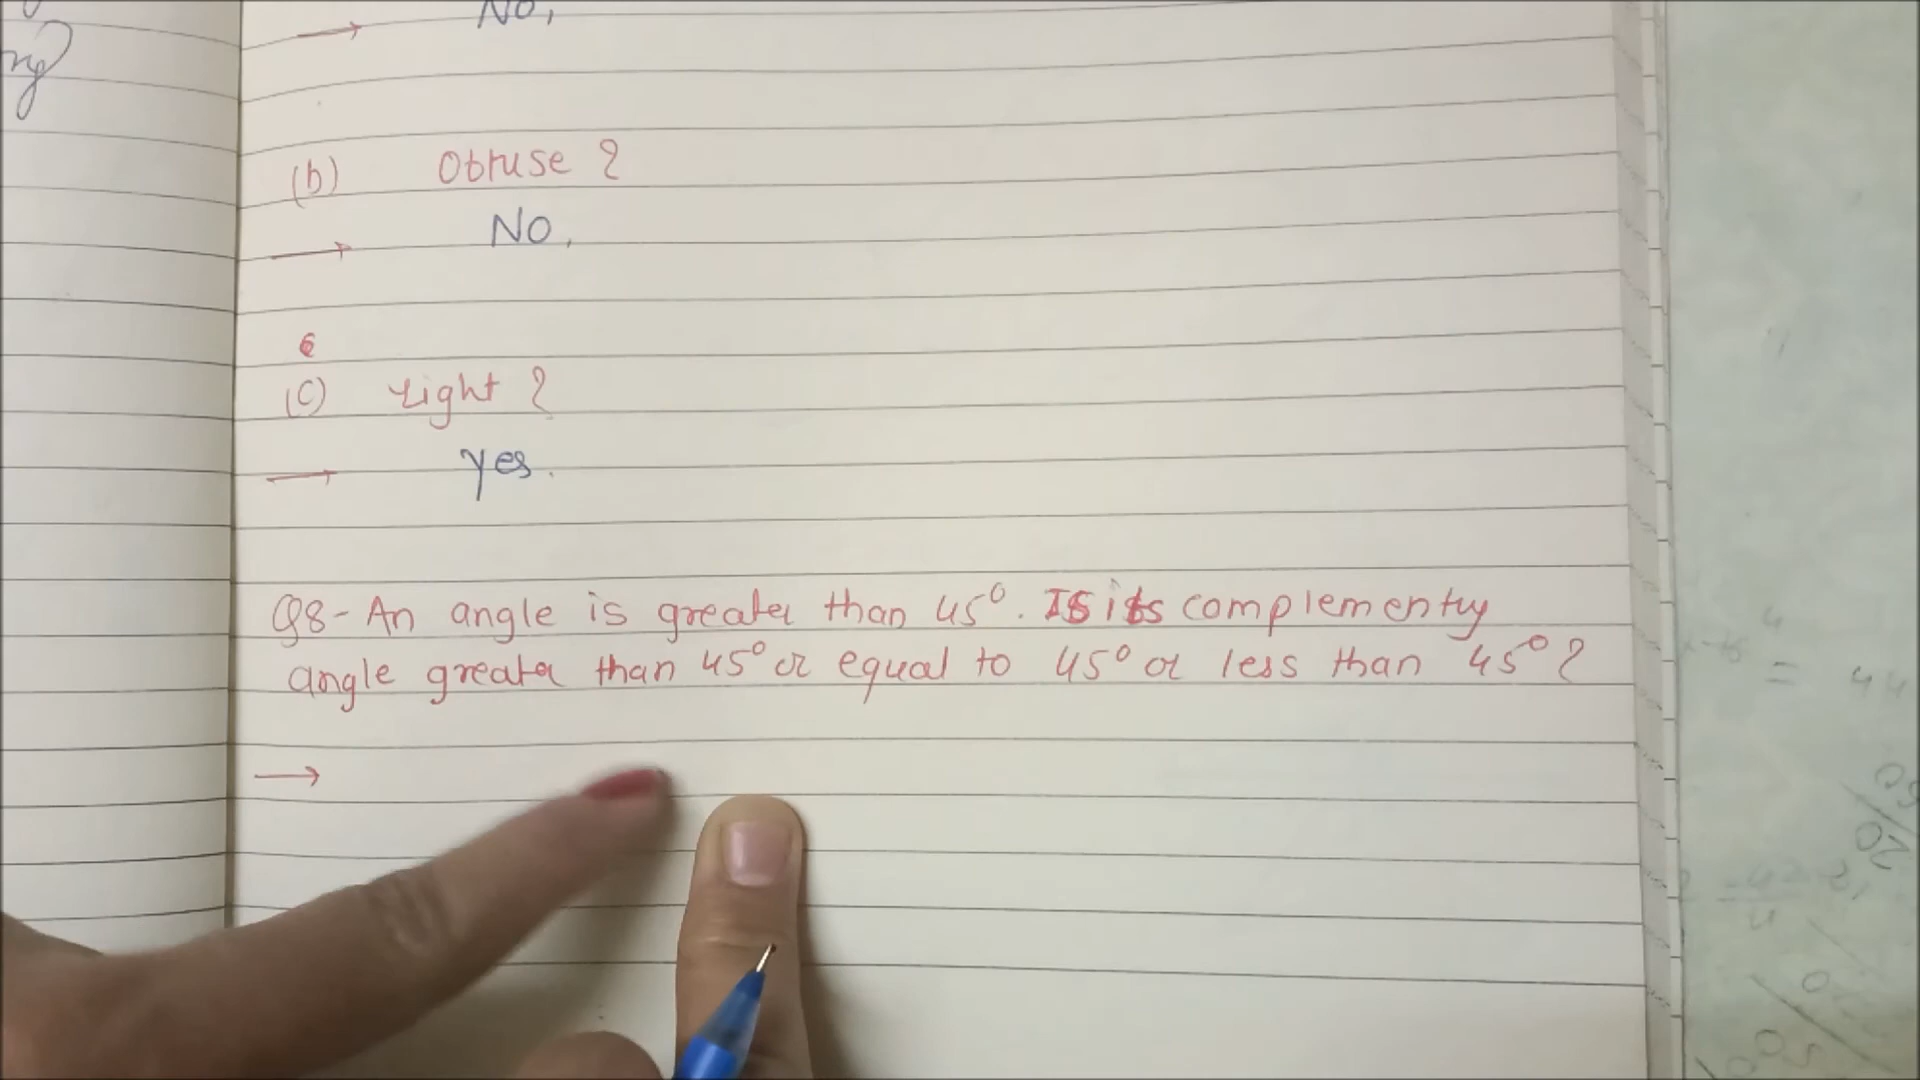 No,
(b) Obtuse ?
No,
(c) right ?
Yes.
Q8- An angle is greater than 45°. Is its complementry
angle greater than 45° or equal to 45° or less than 45° ?